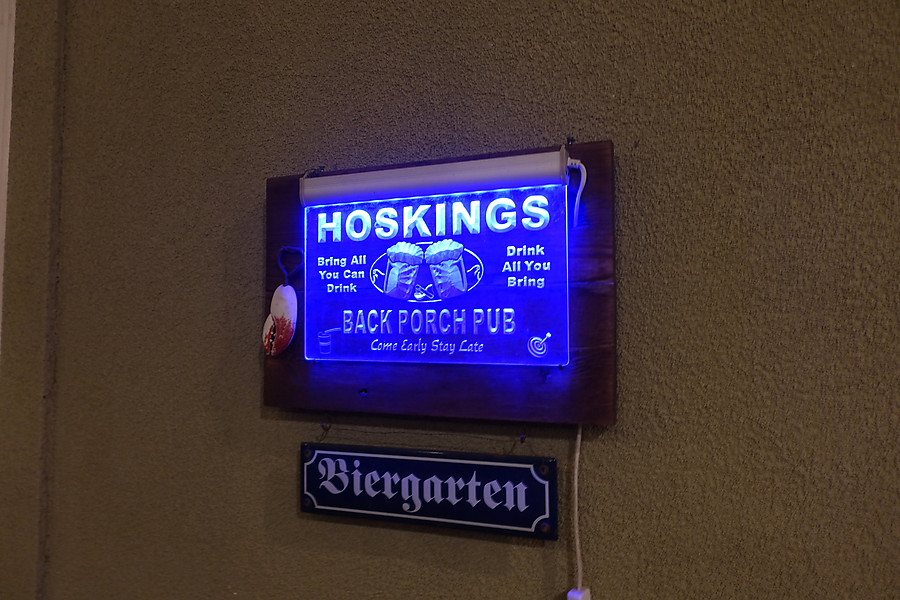 HOSKINGS
Bring All
You Can
Drink
Drink
All You
Bring
BACK PORCH PUB
Come Early Stay Late
Biergarten